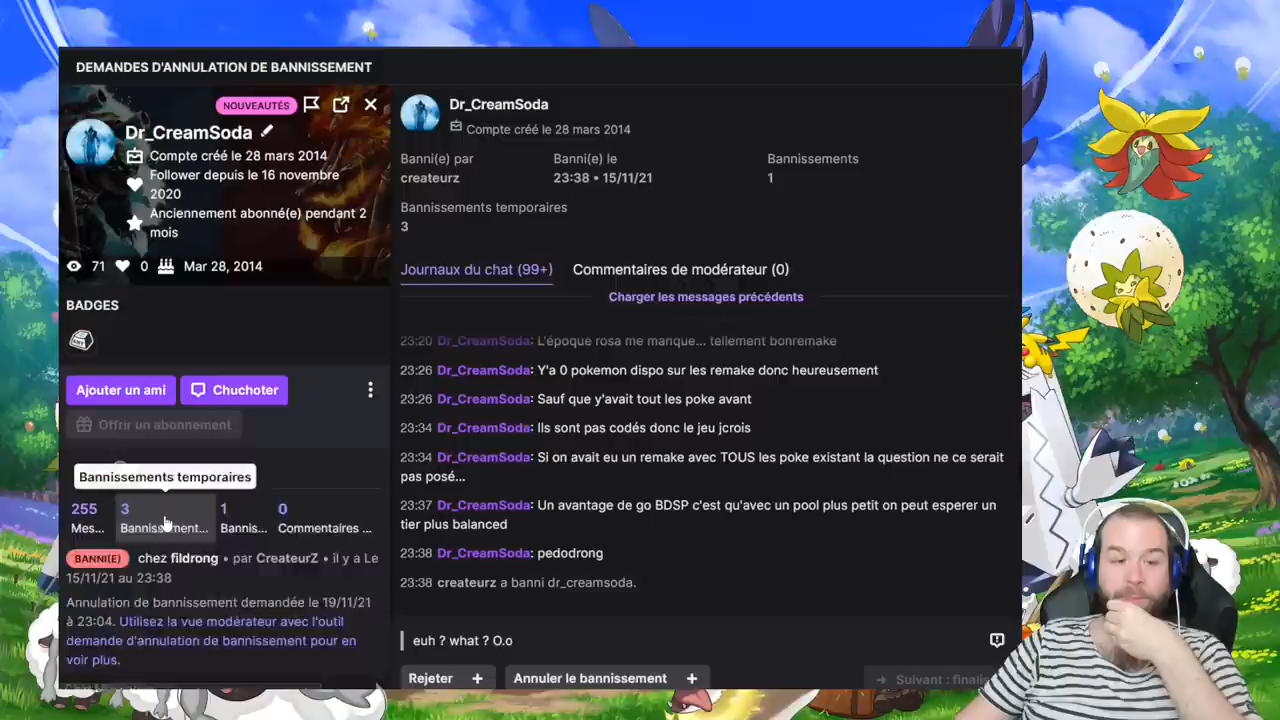 DEMANDES D'ANNULATION DE BANNISSEMENT
NOUVEAUTÉS
Dr_CreamSoda
Compte créé le 28 mars 2014
Follower depuis le 16 novembre
2020
Anciennement abonné(e) pendant 2
mois
71 0 Mar 28, 2014
BADGES
Ajouter un ami
Chuchoter
Offrir un abonnement
Bannissements temporaires
255 3 1 0
Mes... Bannissement... Bannis... Commentaires ...
BANNI(E) chez fildrong • par CreateurZ • il y a Le
15/11/21 au 23:38
Annulation de bannissement demandée le 19/11/21
à 23:04. Utilisez la vue modérateur avec l'outil
demande d'annulation de bannissement pour en
voir plus.
Dr_CreamSoda
Compte créé le 28 mars 2014
Banni(e) par Banni(e) le Bannissements
createurz 23:38 • 15/11/21 1
Bannissements temporaires
3
Journaux du chat (99+) Commentaires de modérateur (0)
Charger les messages précédents
23:20 Dr_CreamSoda: L'époque rosa me manque... tellement bonremake
23:26 Dr_CreamSoda: Y'a 0 pokemon dispo sur les remake donc heureusement
23:26 Dr_CreamSoda: Sauf que y'avait tout les poke avant
23:34 Dr_CreamSoda: Ils sont pas codés donc le jeu jcrois
23:34 Dr_CreamSoda: Si on avait eu un remake avec TOUS les poke existant la question ne ce serait
pas posé...
23:37 Dr_CreamSoda: Un avantage de go BDSP c'est qu'avec un pool plus petit on peut esperer un
tier plus balanced
23:38 Dr_CreamSoda: pedodrong
23:38 createurz a banni dr_creamsoda.
euh ? what ? O.o
Rejeter + Annuler le bannissement + → Suivant : finalis